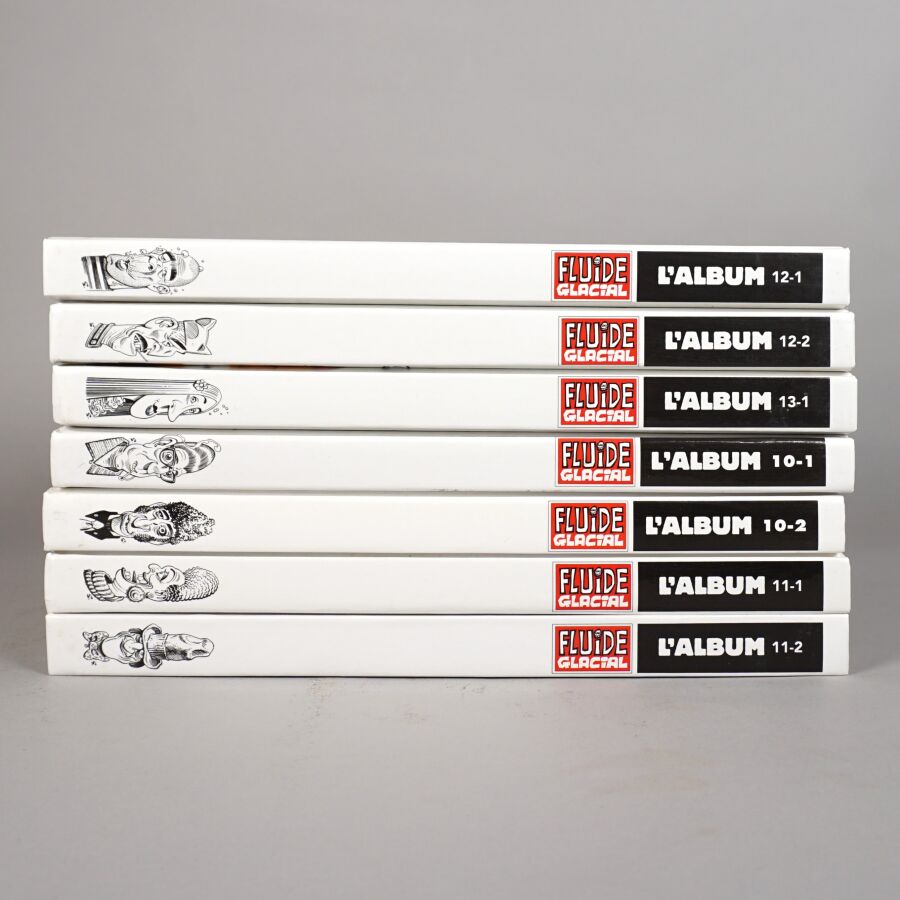 FLUiDE GLACiAL L'ALBUM 12-1
FLUiDE GLACiAL L'ALBUM 12-2
FLUiDE GLACiAL L'ALBUM 13-1
FLUiDE GLACiAL L'ALBUM 10-1
FLUiDE GLACiAL L'ALBUM 10-2
FLUiDE GLACiAL L'ALBUM 11-1
FLUiDE GLACiAL L'ALBUM 11-2